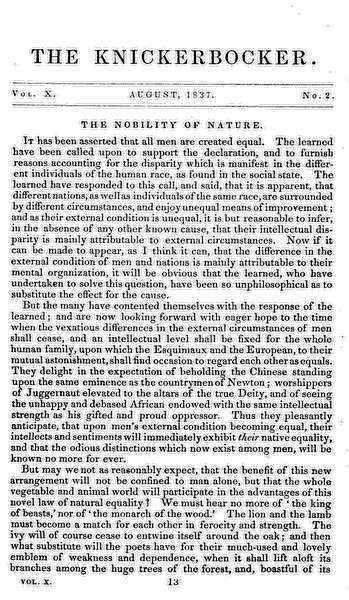 THE KNICKERBOCKER.
VOL. X. AUGUST, 1837. No. 2.
THE NOBILITY OF NATURE.
IT has been asserted that all men are created equal. The learned
have been called upon to support the declaration, and to furnish
reasons accounting for the disparity which is manifest in the differ-
ent individuals of the human race, as found in the social state. The
learned have responded to this call, and said, that it is apparent, that
different nations, as well as individuals of the same race, are surrounded
by different circumstances, and enjoy unequal means of improvement;
and as their external condition is unequal, it is but reasonable to infer,
in the absence of any other known cause, that their intellectual dis-
parity is mainly attributable to external circumstances. Now if it
can be made to appear, as I think it can, that the difference in the
external condition of men and nations is mainly attributable to their
mental organization, it will be obvious that the learned, who have
undertaken to solve this question, have been so unphilosophical as to
substitute the effect for the cause.
But the many have contented themselves with the response of the
learned; and are now looking forward with eager hope to the time
when the vexatious differences in the external circumstances of men
shall cease, and an intellectual level shall be fixed for the whole
human family, upon which the Esquimaux and the European, to their
mutual astonishment, shall find occasion to regard each other as equals.
They delight in the expectation of beholding the Chinese standing
upon the same eminence as the countrymen of Newton; worshippers
of Juggernaut elevated to the altars of the true Deity, and of seeing
the unhappy and debased African endowed with the same intellectual
strength as his gifted and proud oppressor. Thus they pleasantly
anticipate, that upon men's external condition becoming equal, their
intellects and sentiments will immediately exhibit their native equality,
and that the odious distinctions which now exist among men, will be
known no more for ever.
But may we not as reasonably expect, that the benefit of this new
arrangement will not be confined to man alone, but that the whole
vegetable and animal world will participate in the advantages of this
novel law of natural equality? We must hear no more of 'the king
of beasts,' nor of 'the monarch of the wood.' The lion and the lamb
must become a match for each other in ferocity and strength. The
ivy will of course cease to entwine itself around the oak; and then
what substitute will the poets have for their much-used and lovely
emblem of weakness and dependence, when it shall lift aloft its
branches among the huge trees of the forest, and, boastful of its
VOL. X. 13